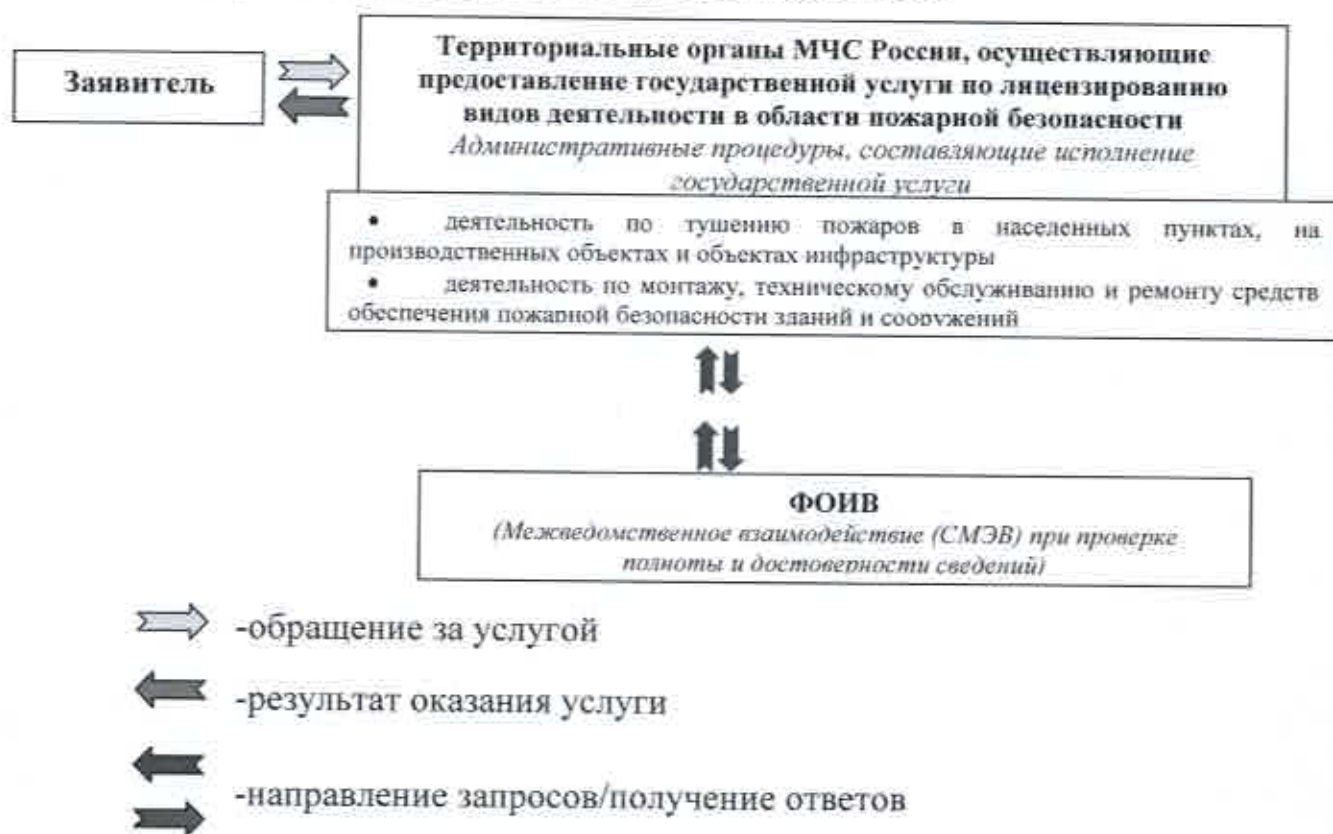 Заявитель
Территориальные органы МЧС России, осуществляющие
предоставление государственной услуги по лицензированию
видов деятельности в области пожарной безопасности
Административные процедуры, составляющие исполнение
государственной услуги
• деятельность по тушению пожаров в населенных пунктах, на
производственных объектах и объектах инфраструктуры
• деятельность по монтажу, техническому обслуживанию и ремонту средств
обеспечения пожарной безопасности зданий и сооружений
ФОИВ
(Межведомственное взаимодействие (СМЭВ) при проверке
полноты и достоверности сведений)
-обращение за услугой
-результат оказания услуги
-направление запросов/получение ответов